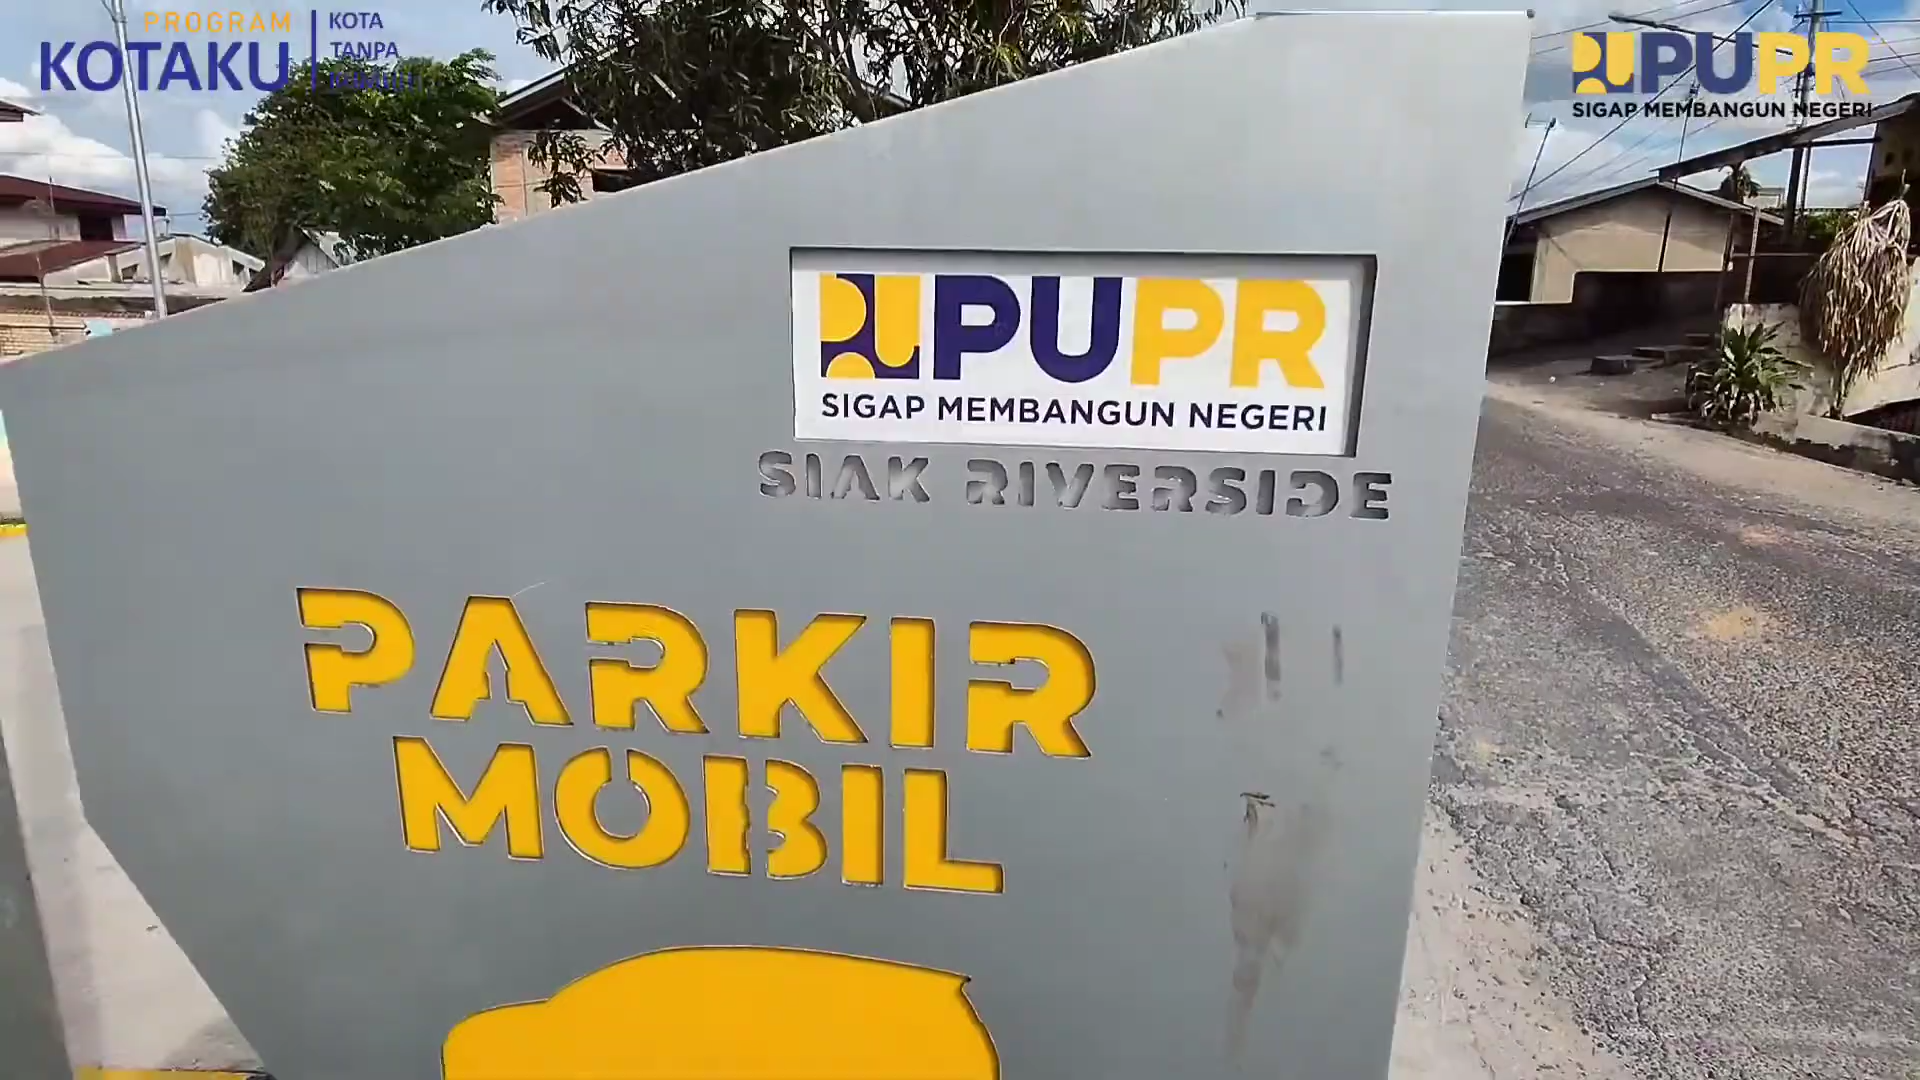 PROGRAM
KOTAKU
KOTA
TANPA
PUPR
SIGAP MEMBANGUN NEGERI
PUPR
SIGAP MEMBANGUN NEGERI
SIAK RIVERSIDE
PARKIR
MOBIL